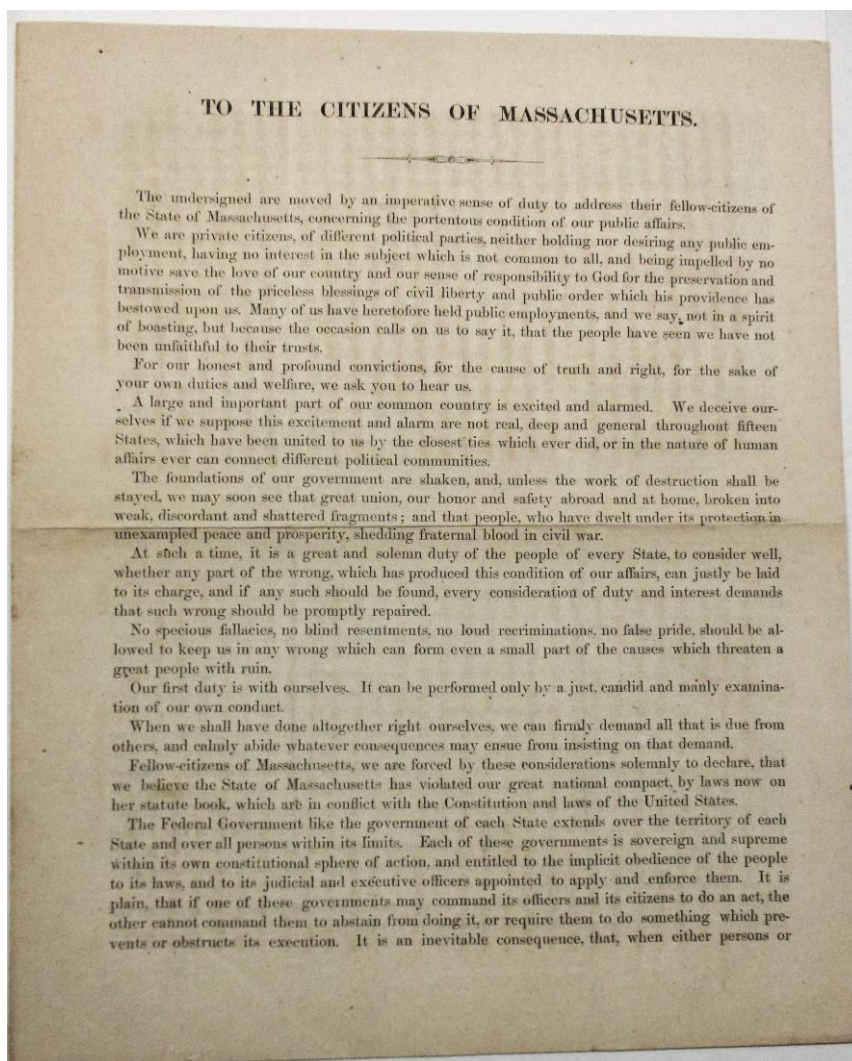 TO THE CITIZENS OF MASSACHUSETTS.
The undersigned are moved by an imperative sense of duty to address their fellow-citizens of
the State of Massachusetts, concerning the portentous condition of our public affairs.
We are private citizens, of different political parties, neither holding nor desiring any public em-
ployment, having no interest in the subject which is not common to all, and being impelled by no
motive save the love of our country and our sense of responsibility to God for the preservation and
transmission of the priceless blessings of civil liberty and public order which his providence has
bestowed upon us. Many of us have heretofore held public employments, and we say, not in a spirit
of boasting, but because the occasion calls on us to say it, that the people have seen we have not
been unfaithful to their trusts.
For our honest and profound convictions, for the cause of truth and right, for the sake of
your own duties and welfare, we ask you to hear us.
A large and important part of our common country is excited and alarmed. We deceive our-
selves if we suppose this excitement and alarm are not real, deep and general throughout fifteen
States, which have been united to us by the closest ties which ever did, or in the nature of human
affairs ever can connect different political communities.
The foundations of our government are shaken, and, unless the work of destruction shall be
stayed, we may soon see that great union, our honor and safety abroad and at home, broken into
weak, discordant and shattered fragments; and that people, who have dwelt under its protection in
unexampled peace and prosperity, shedding fraternal blood in civil war.
At such a time, it is a great and solemn duty of the people of every State, to consider well,
whether any part of the wrong, which has produced this condition of our affairs, can justly be laid
to its charge, and if any such should be found, every consideration of duty and interest demands
that such wrong should be promptly repaired.
No specious fallacies, no blind resentments, no loud recriminations, no false pride, should be al-
lowed to keep us in any wrong which can form even a small part of the causes which threaten a
great people with ruin.
Our first duty is with ourselves. It can be performed only by a just, candid and manly examina-
tion of our own conduct.
When we shall have done altogether right ourselves, we can firmly demand all that is due from
others, and calmly abide whatever consequences may ensue from insisting on that demand.
Fellow-citizens of Massachusetts, we are forced by these considerations solemnly to declare, that
we believe the State of Massachusetts has violated our great national compact, by laws now on
her statute book, which are in conflict with the Constitution and laws of the United States.
The Federal Government like the government of each State extends over the territory of each
State and over all persons within its limits. Each of these governments is sovereign and supreme
within its own constitutional sphere of action, and entitled to the implicit obedience of the people
to its laws, and to its judicial and executive officers appointed to apply and enforce them. It is
plain, that if one of these governments may command its officers and its citizens to do an act, the
other cannot command them to abstain from doing it, or require them to do something which pre-
vents or obstructs its execution. It is an inevitable consequence, that, when either persons or